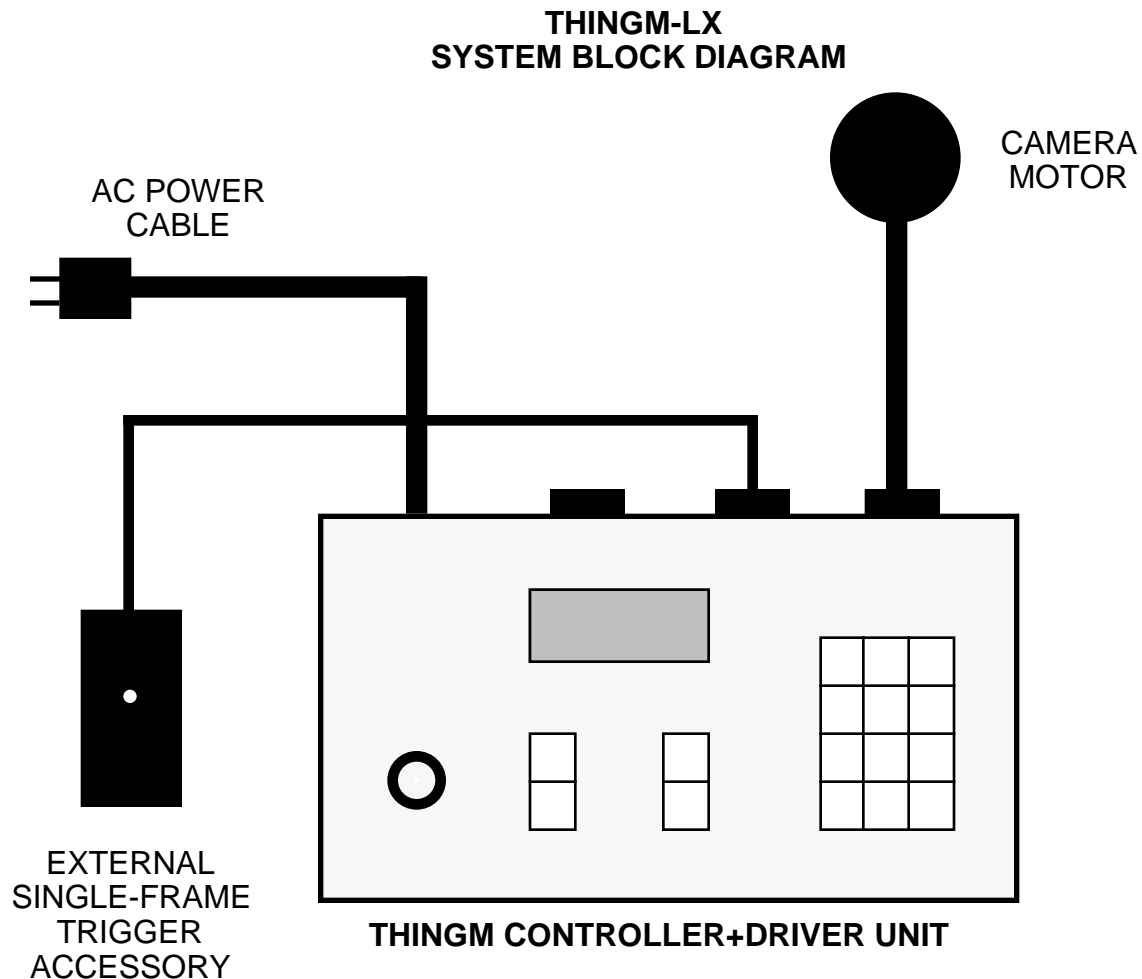 THINGM-LX
SYSTEM BLOCK DIAGRAM
CAMERA
MOTOR
AC POWER
CABLE
EXTERNAL
SINGLE-FRAME
TRIGGER
ACCESSORY
THINGM CONTROLLER+DRIVER UNIT